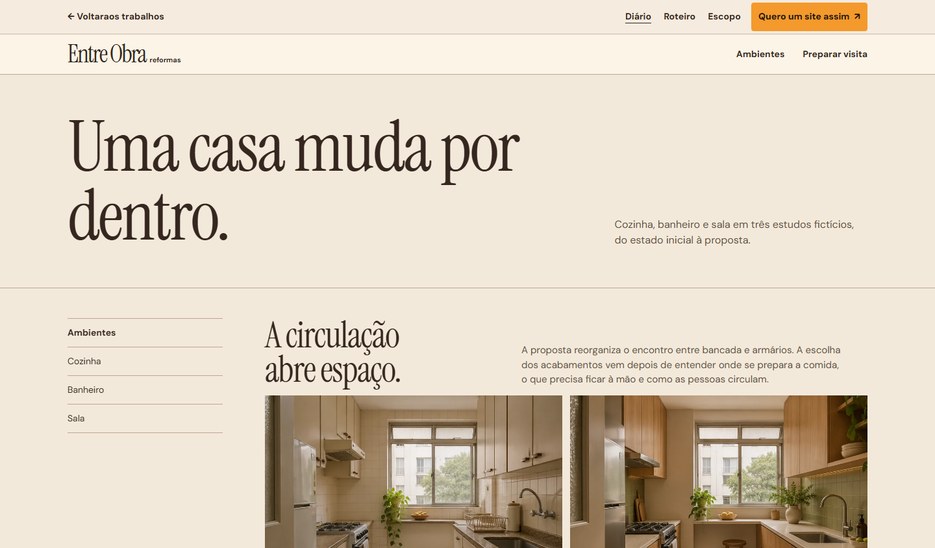 ← Voltaraos trabalhos
Diário Roteiro Escopo Quero um site assim ↗
Entre Obra reformas
Ambientes Preparar visita
Uma casa muda por
dentro.
Cozinha, banheiro e sala em três estudos fictícios,
do estado inicial à proposta.
Ambientes
Cozinha
Banheiro
Sala
A circulação
abre espaço.
A proposta reorganiza o encontro entre bancada e armários. A escolha
dos acabamentos vem depois de entender onde se prepara a comida,
o que precisa ficar à mão e como as pessoas circulam.